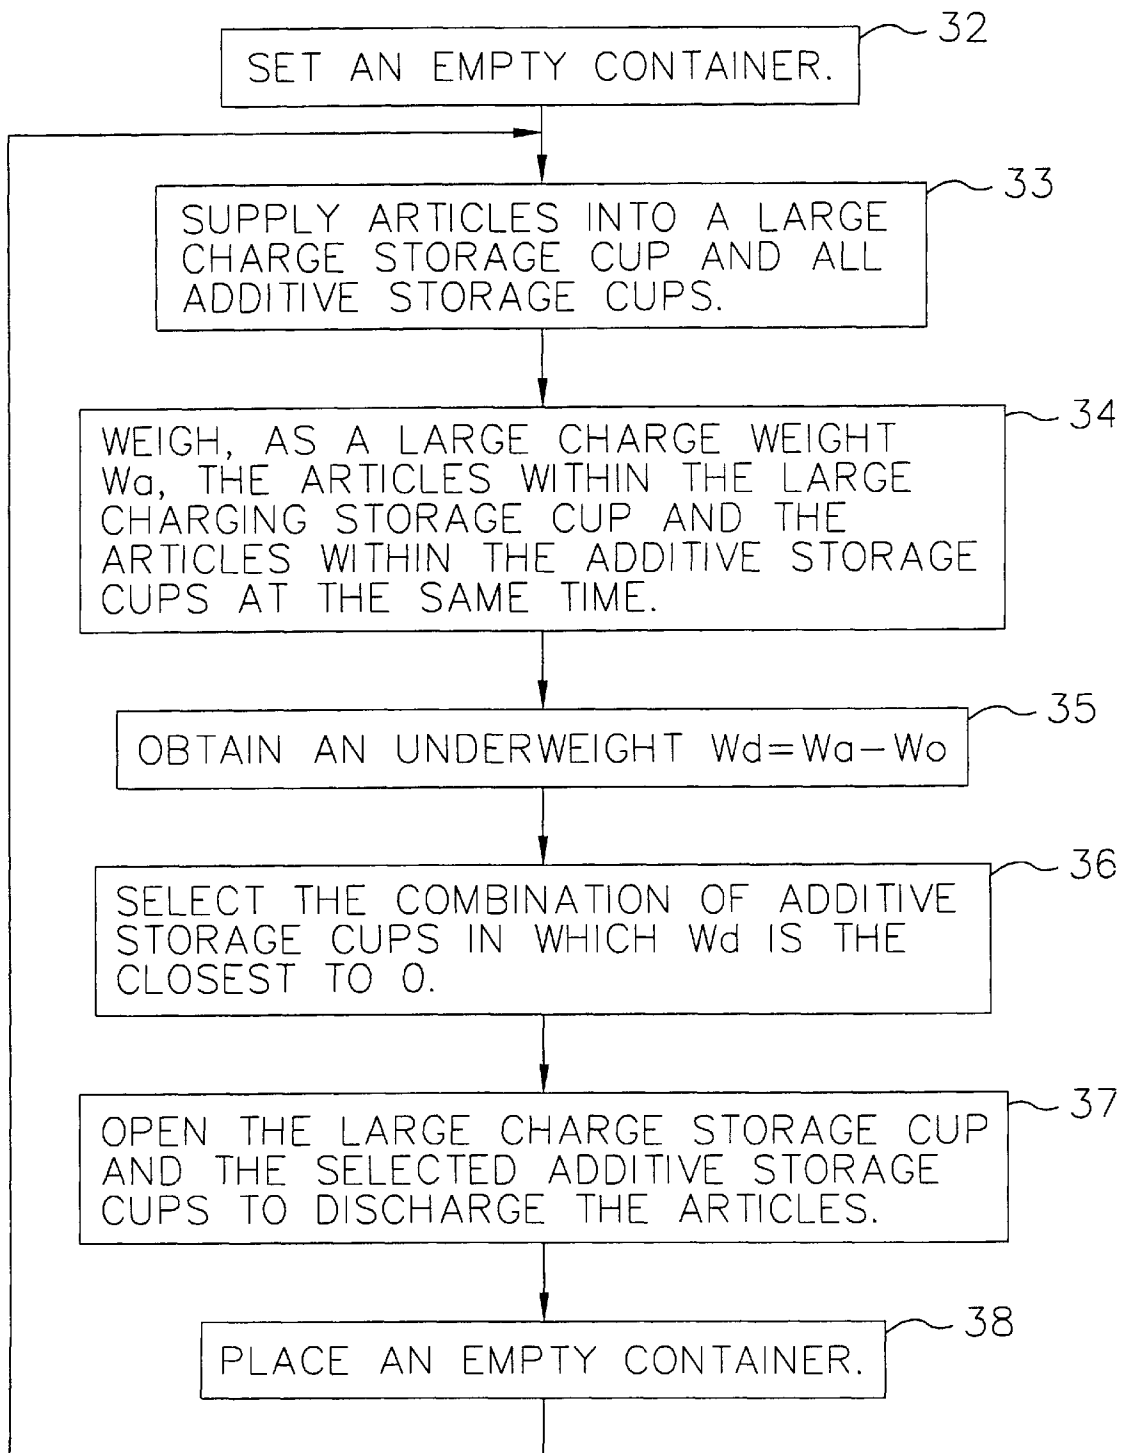 32
SET AN EMPTY CONTAINER.
33
SUPPLY ARTICLES INTO A LARGE
CHARGE STORAGE CUP AND ALL
ADDITIVE STORAGE CUPS.
34
WEIGH, AS A LARGE CHARGE WEIGHT
Wa, THE ARTICLES WITHIN THE LARGE
CHARGING STORAGE CUP AND THE
ARTICLES WITHIN THE ADDITIVE STORAGE
CUPS AT THE SAME TIME.
35
OBTAIN AN UNDERWEIGHT Wd=Wa-Wo
36
SELECT THE COMBINATION OF ADDITIVE
STORAGE CUPS IN WHICH Wd IS THE
CLOSEST TO 0.
37
OPEN THE LARGE CHARGE STORAGE CUP
AND THE SELECTED ADDITIVE STORAGE
CUPS TO DISCHARGE THE ARTICLES.
38
PLACE AN EMPTY CONTAINER.